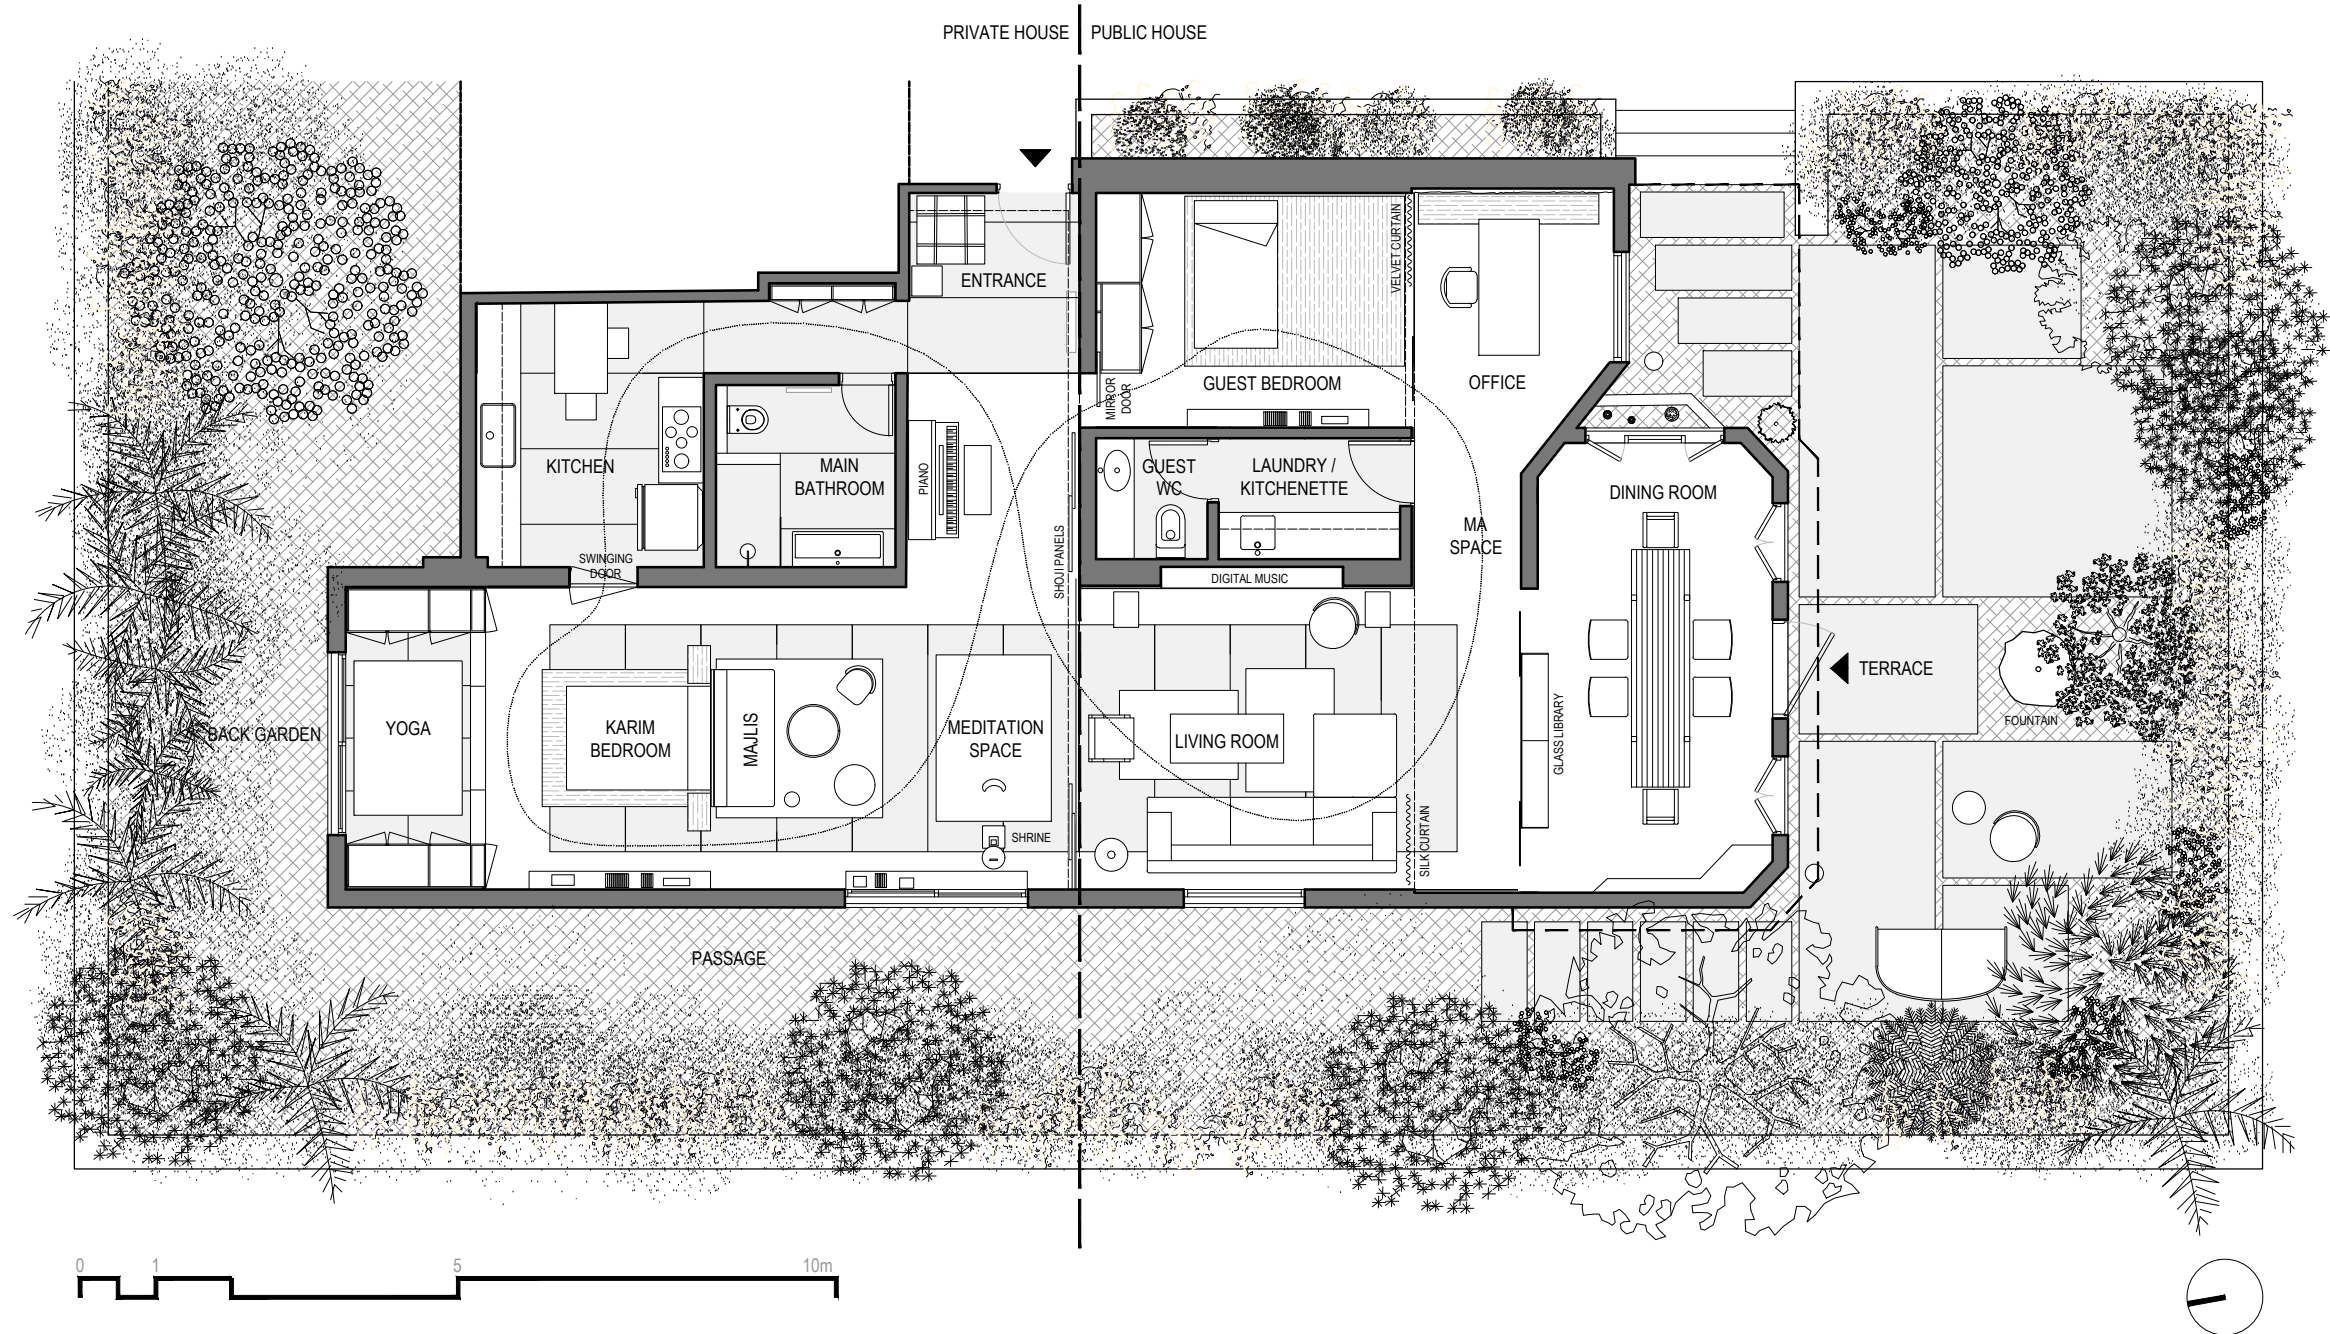 PRIVATE HOUSE
PUBLIC HOUSE
ENTRANCE
VELVET CURTAIN
MIRROR
DOOR
GUEST BEDROOM
OFFICE
KITCHEN
MAIN
BATHROOM
PIANO
GUEST
WC
LAUNDRY /
KITCHENETTE
DINING ROOM
MA
SPACE
SWINGING
DOOR
SHOJI PANELS
DIGITAL MUSIC
BACK GARDEN
YOGA
KARIM
BEDROOM
MAJLIS
MEDITATION
SPACE
LIVING ROOM
GLASS LIBRARY
TERRACE
FOUNTAIN
SHRINE
SILK CURTAIN
PASSAGE
0
1
5
10m